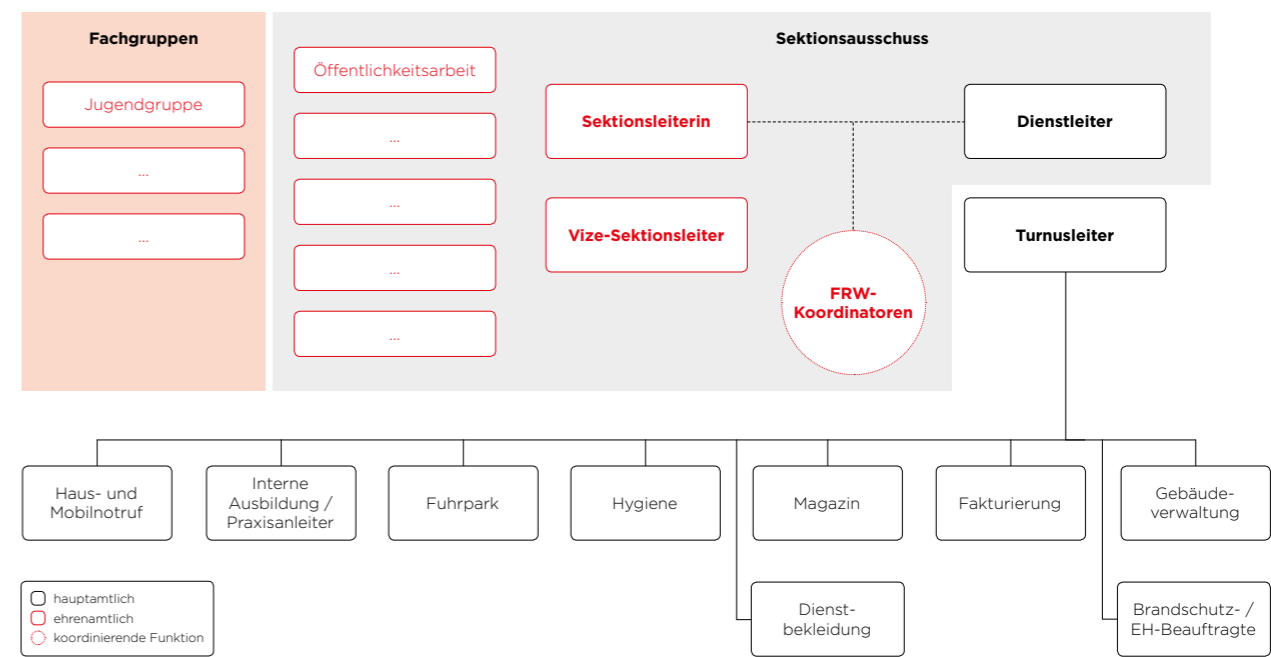 Fachgruppen
Jugendgruppe
...
...
Sektionsausschuss
Öffentlichkeitsarbeit
...
...
...
...
Sektionsleiterin
Vize-Sektionsleiter
FRW-
Koordinatoren
Dienstleiter
Turnusleiter
Haus- und
Mobilnotruf
Interne
Ausbildung /
Praxisanleiter
Fuhrpark
Hygiene
Magazin
Fakturierung
Gebäude-
verwaltung
Dienst-
bekleidung
Brandschutz- /
EH-Beauftragte
hauptamtlich
ehrenamtlich
koordinierende Funktion